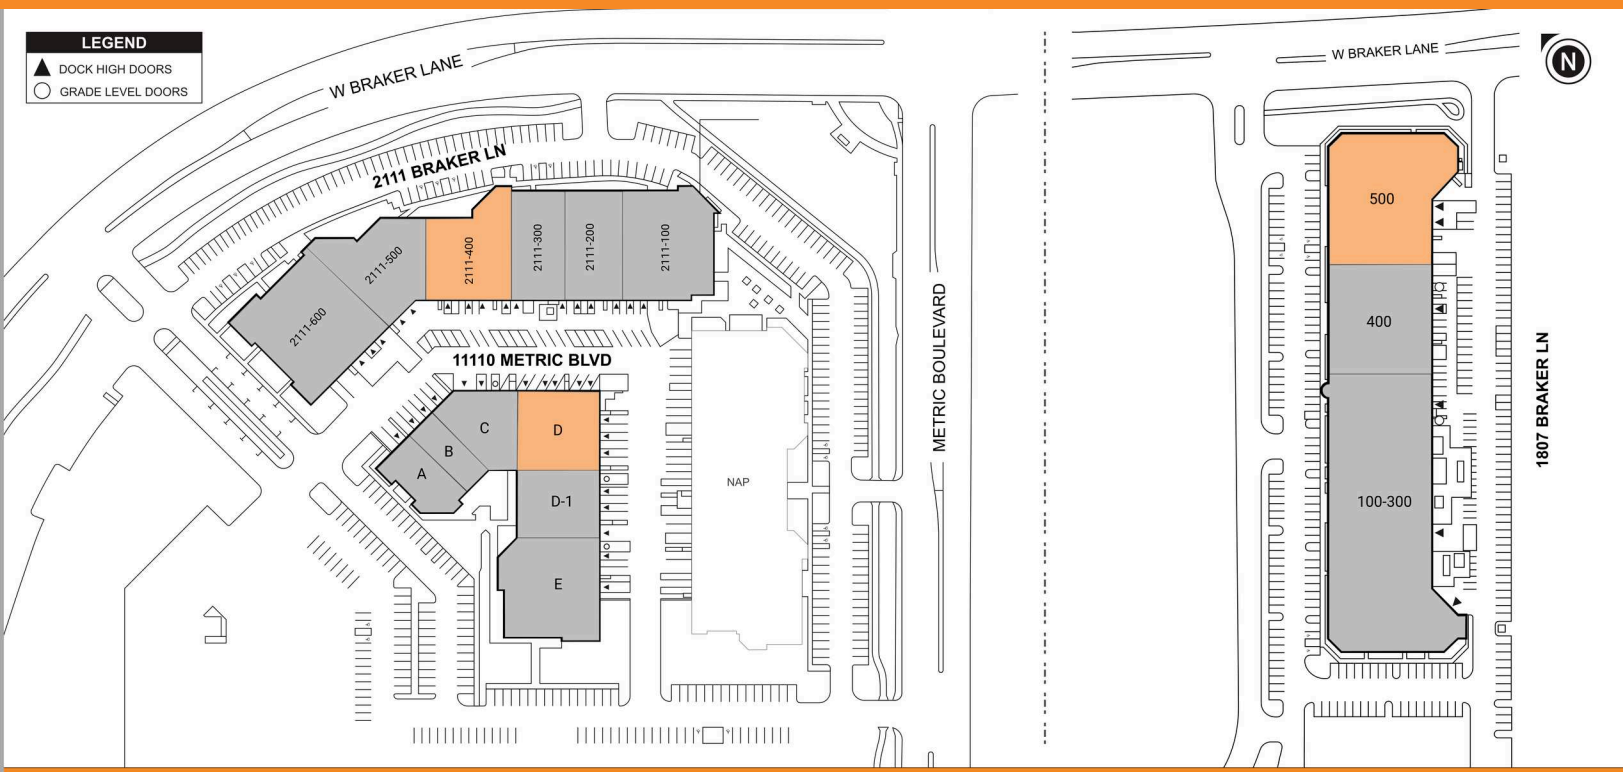 LEGEND
DOCK HIGH DOORS
GRADE LEVEL DOORS
W BRAKER LANE
W BRAKER LANE
N
2111 BRAKER LN
2111-600
2111-500
2111-400
2111-300
2111-200
2111-100
11110 METRIC BLVD
A
B
C
D
D-1
E
NAP
METRIC BOULEVARD
500
400
100-300
1807 BRAKER LN